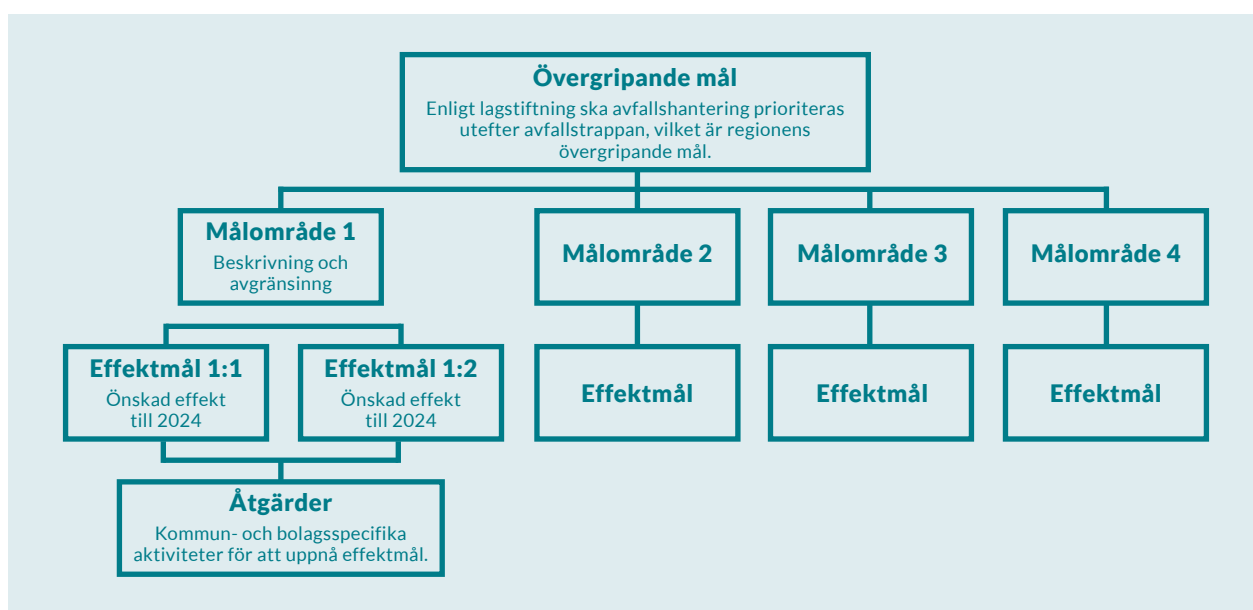 Övergripande mål
Enligt lagstiftning ska avfallshantering prioriteras
utefter avfallstrappan, vilket är regionens
övergripande mål.
Målområde 1
Beskrivning och
avgränsinng
Målområde 2
Målområde 3
Målområde 4
Effektmål 1:1
Önskad effekt
till 2024
Effektmål 1:2
Önskad effekt
till 2024
Effektmål
Effektmål
Effektmål
Åtgärder
Kommun- och bolagsspecifika
aktiviteter för att uppnå effektmål.